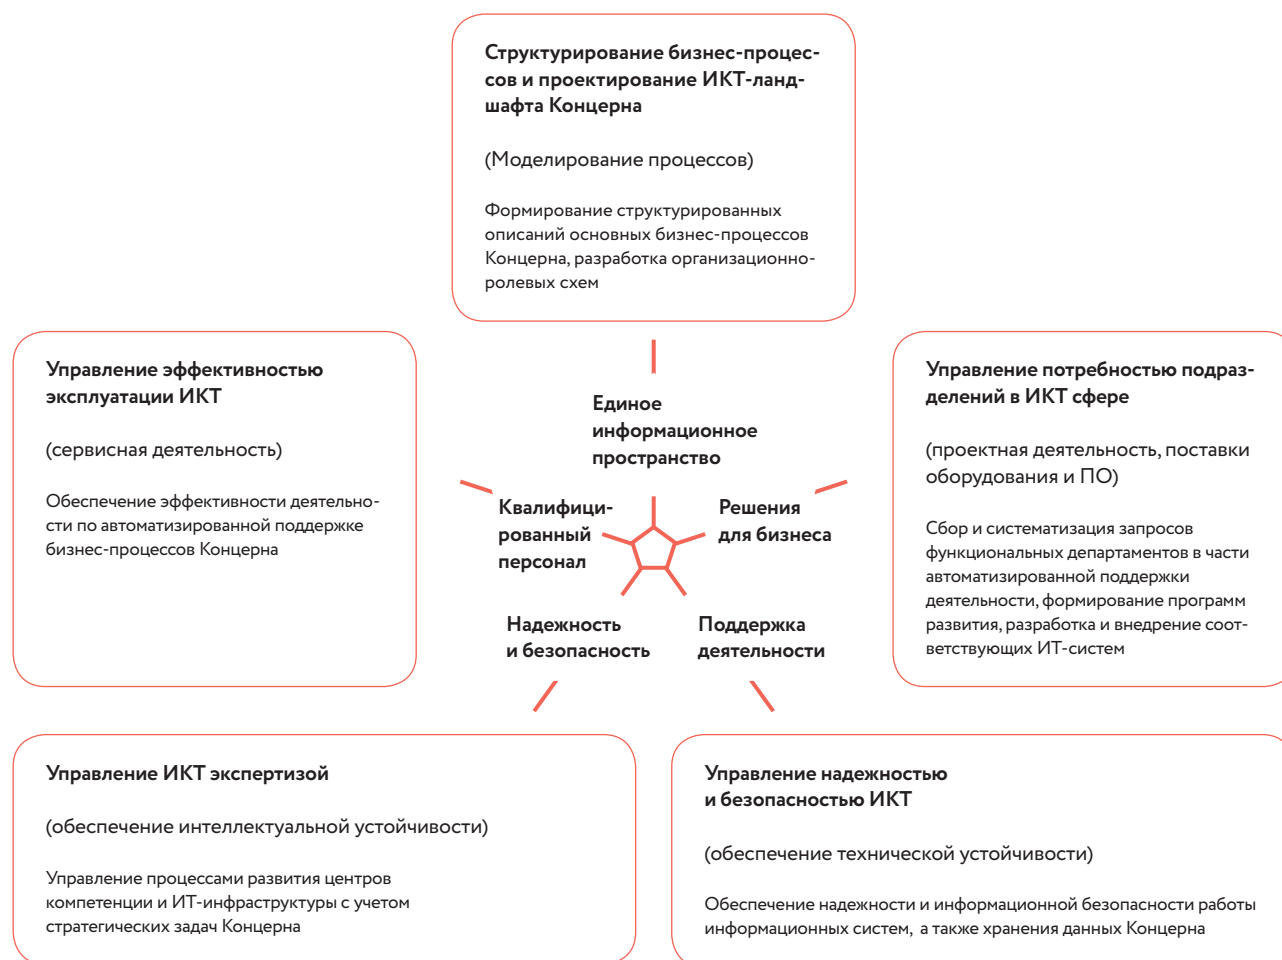 Структурирование бизнес-процес-
сов и проектирование ИКТ-ланд-
шафта Концерна
(Моделирование процессов)
Формирование структурированных
описаний основных бизнес-процессов
Концерна, разработка организационно-
ролевых схем
Управление эффективностью
эксплуатации ИКТ
(сервисная деятельность)
Обеспечение эффективности деятельно-
сти по автоматизированной поддержке
бизнес-процессов Концерна
Единое
информационное
пространство
Квалифици-
рованный
персонал
Решения
для бизнеса
Надежность
и безопасность
Поддержка
деятельности
Управление потребностью подраз-
делений в ИКТ сфере
(проектная деятельность, поставки
оборудования и ПО)
Сбор и систематизация запросов
функциональных департаментов в части
автоматизированной поддержки
деятельности, формирование программ
развития, разработка и внедрение соот-
ветствующих ИТ-систем
Управление ИКТ экспертизой
(обеспечение интеллектуальной устойчивости)
Управление процессами развития центров
компетенции и ИТ-инфраструктуры с учетом
стратегических задач Концерна
Управление надежностью
и безопасностью ИКТ
(обеспечение технической устойчивости)
Обеспечение надежности и информационной безопасности работы
информационных систем, а также хранения данных Концерна